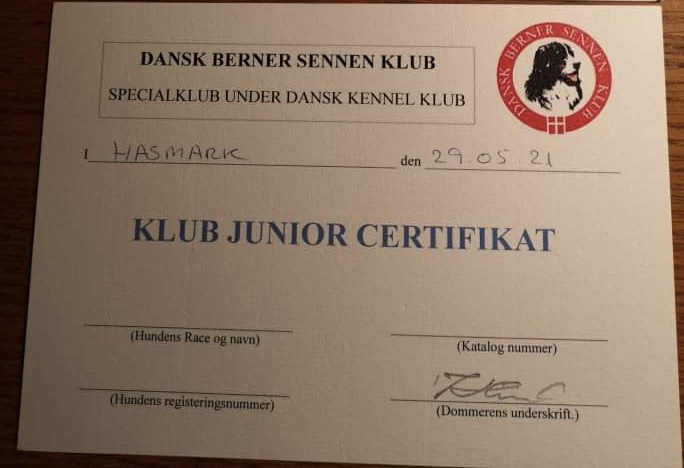 DANSK BERNER SENNEN KLUB
SPECIALKLUB UNDER DANSK KENNEL KLUB
DANSK BERNER SENNEN KLUB
I HASMARK den 29.05.21
KLUB JUNIOR CERTIFIKAT
(Hundens Race og navn)
(Katalog nummer)
(Hundens registeringsnummer)
(Dommerens underskrift.)